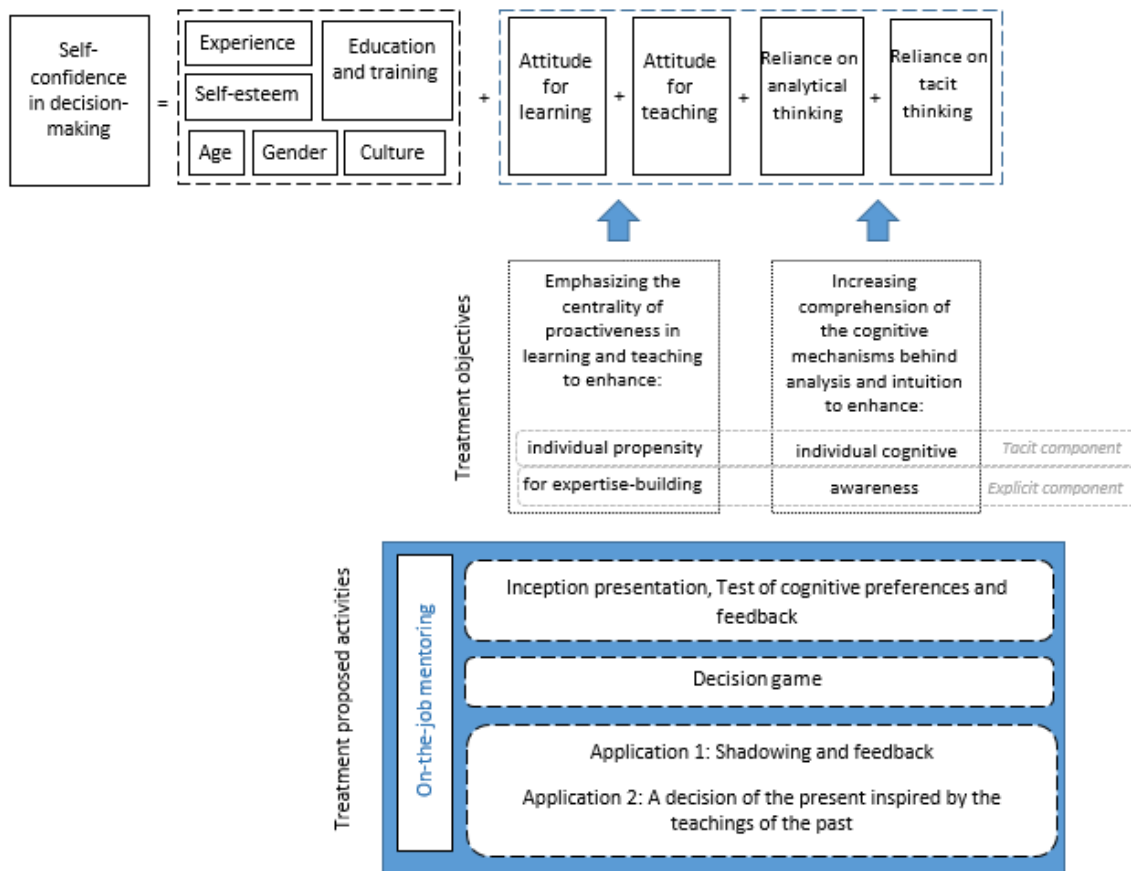 Self-
confidence
in decision-
making
=
Experience
Self-esteem
Education
and training
Age
Gender
Culture
+
Attitude
for
learning
+
Attitude
for
teaching
+
Reliance on
analytical
thinking
+
Reliance on
tacit
thinking
Treatment objectives
Emphasizing the
centrality of
proactiveness in
learning and teaching
to enhance:
individual propensity
for expertise-building
Increasing
comprehension of
the cognitive
mechanisms behind
analysis and intuition
to enhance:
individual cognitive
awareness
Tacit component
Explicit component
Treatment proposed activities
On-the-job mentoring
Inception presentation, Test of cognitive preferences and
feedback
Decision game
Application 1: Shadowing and feedback
Application 2: A decision of the present inspired by the
teachings of the past